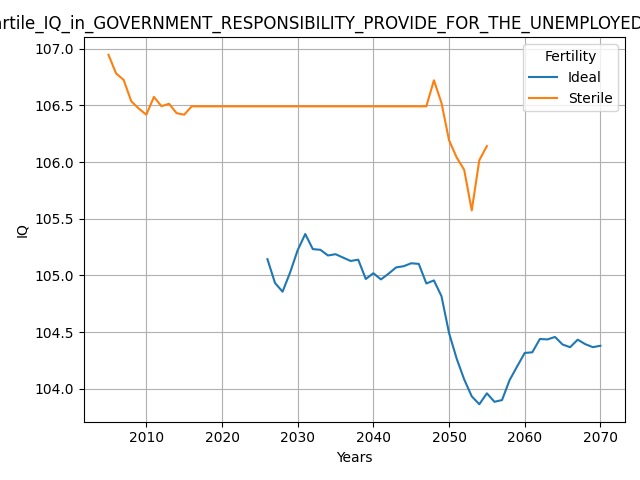 artile_IQ_in_GOVERNMENT_RESPONSIBILITY_PROVIDE_FOR_THE_UNEMPLOYED
107.0
106.5
106.0
105.5
105.0
104.5
104.0
IQ
Fertility
Ideal
Sterile
2010 2020 2030 2040 2050 2060 2070
Years